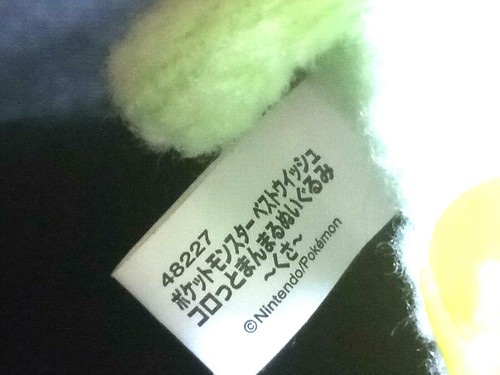 48227
ポケットモンスター ベストウイッシュ
コロっとまんまるぬいぐるみ
~くさ~
©Nintendo/Pokémon